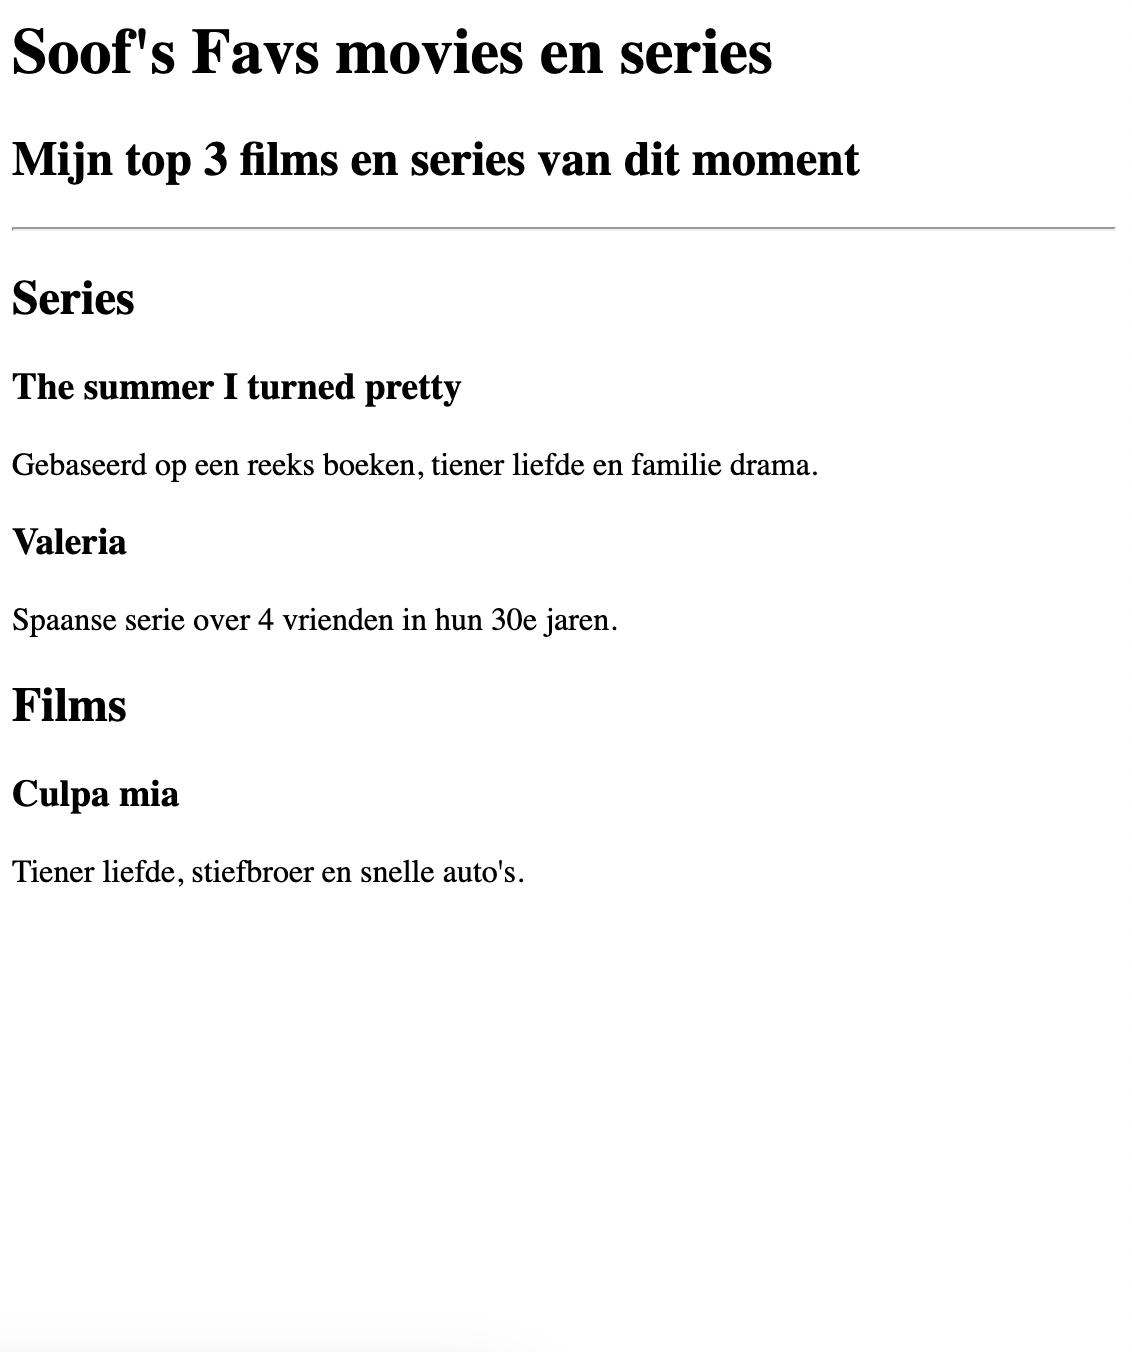 Soof's Favs movies en series
Mijn top 3 films en series van dit moment
Series
The summer I turned pretty
Gebaseerd op een reeks boeken, tiener liefde en familie drama.
Valeria
Spaanse serie over 4 vrienden in hun 30e jaren.
Films
Culpa mia
Tiener liefde, stiefbroer en snelle auto's.